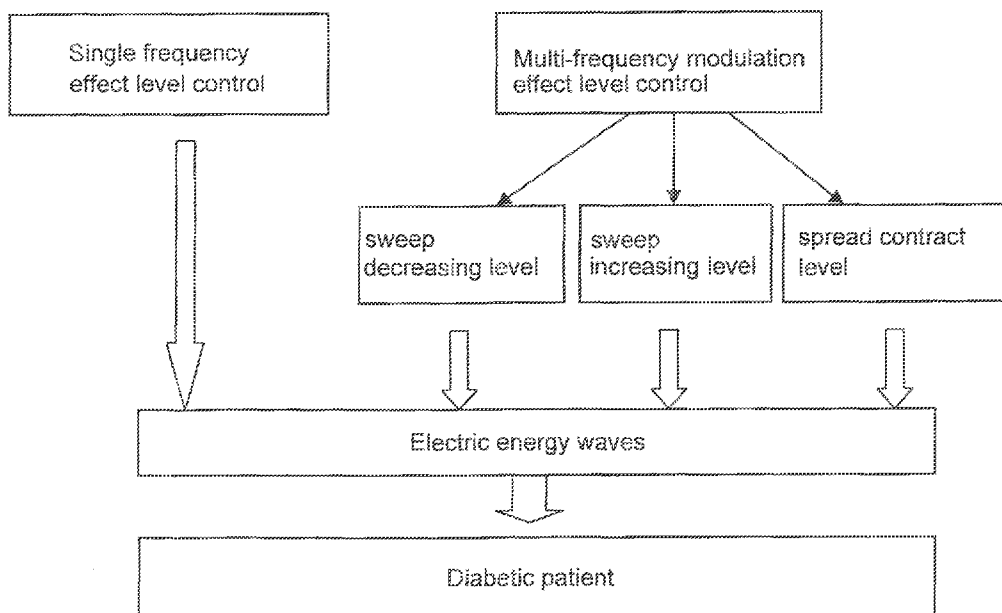 Single frequency
effect level control
Multi-frequency modulation
effect level control
sweep
decreasing level
sweep
increasing level
spread contract
level
Electric energy waves
Diabetic patient